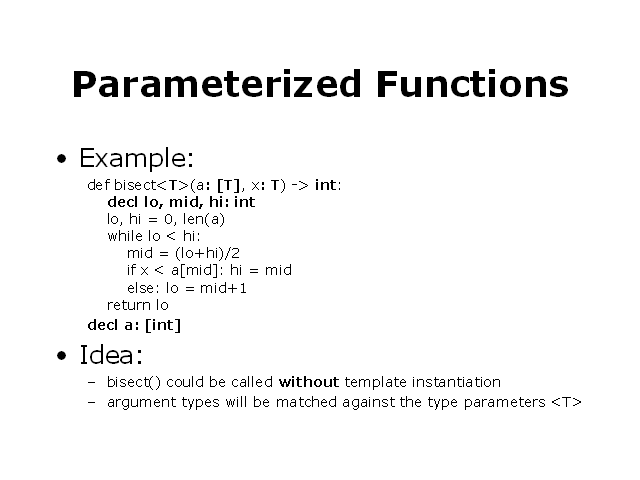 Parameterized Functions
• Example:
def bisect<T>(a: [T], x: T) -> int:
decl lo, mid, hi: int
lo, hi = 0, len(a)
while lo < hi:
mid = (lo+hi)/2
if x < a[mid]: hi = mid
else: lo = mid+1
return lo
decl a: [int]
• Idea:
– bisect() could be called without template instantiation
– argument types will be matched against the type parameters <T>